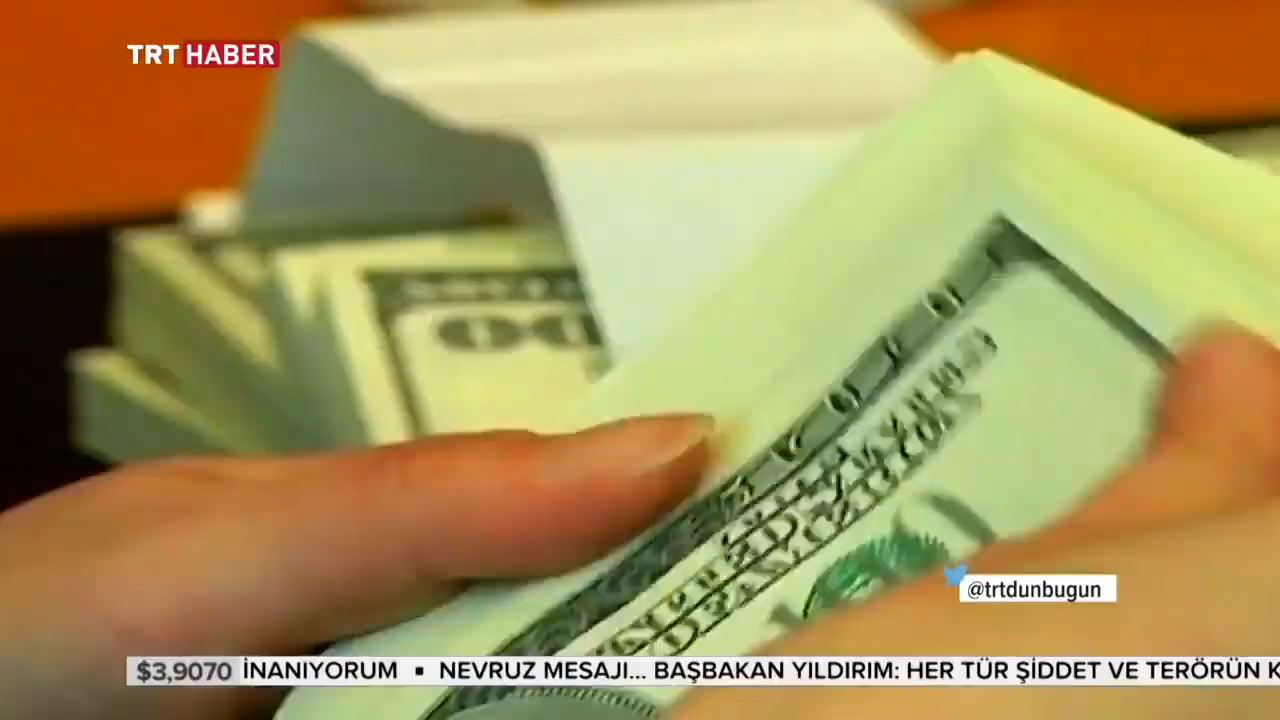 TRT HABER
@trtdunbugun
$3,9070 İNANIYORUM ▪ NEVRUZ MESAJI... BAŞBAKAN YILDIRIM: HER TÜR ŞİDDET VE TERÖRÜN K